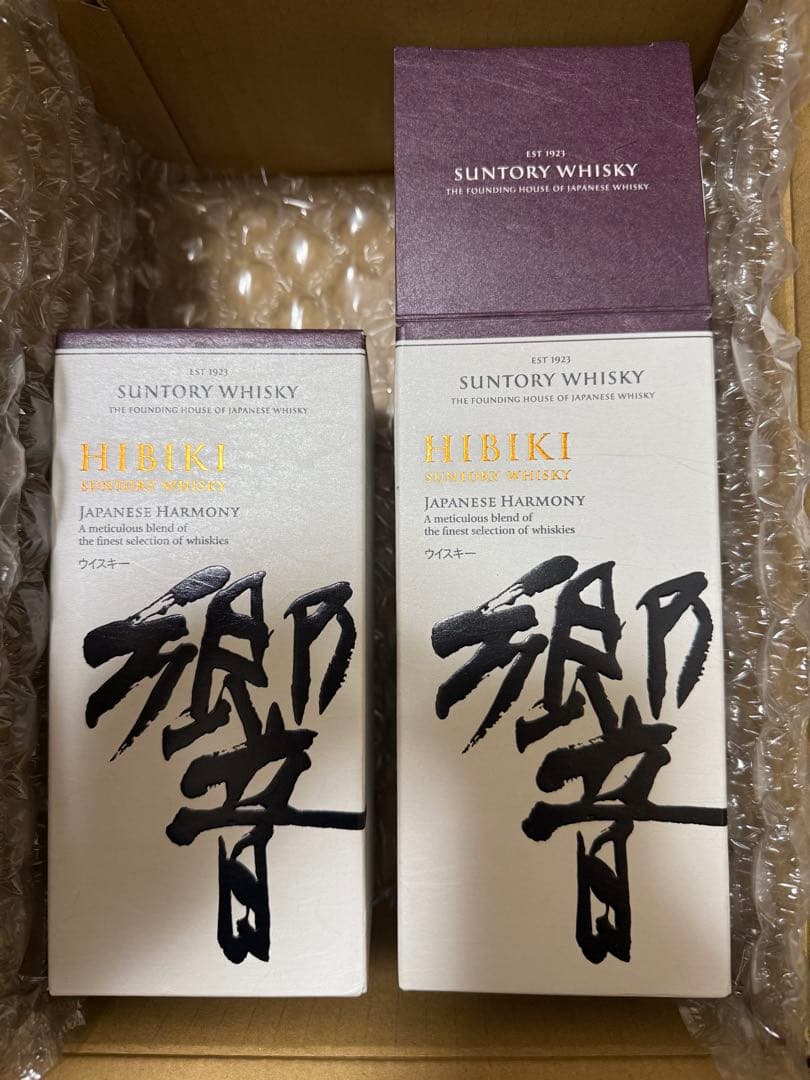 EST 1923
SUNTORY WHISKY
THE FOUNDING HOUSE OF JAPANESE WHISKY
EST 1923
SUNTORY WHISKY
THE FOUNDING HOUSE OF JAPANESE WHISKY
HIBIKI
SUNTORY WHISKY
JAPANESE HARMONY
A meticulous blend of
the finest selection of whiskies
ウイスキー
響
EST 1923
SUNTORY WHISKY
THE FOUNDING HOUSE OF JAPANESE WHISKY
HIBIKI
SUNTORY WHISKY
JAPANESE HARMONY
A meticulous blend of
the finest selection of whiskies
ウイスキー
響